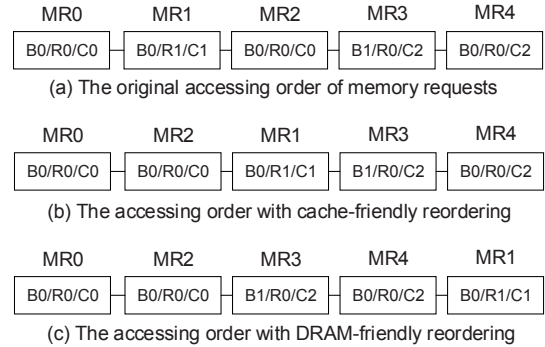 MR0 MR1 MR2 MR3 MR4
B0/R0/C0 B0/R1/C1 B0/R0/C0 B1/R0/C2 B0/R0/C2
(a) The original accessing order of memory requests
MR0 MR2 MR1 MR3 MR4
B0/R0/C0 B0/R0/C0 B0/R1/C1 B1/R0/C2 B0/R0/C2
(b) The accessing order with cache-friendly reordering
MR0 MR2 MR3 MR4 MR1
B0/R0/C0 B0/R0/C0 B1/R0/C2 B0/R0/C2 B0/R1/C1
(c) The accessing order with DRAM-friendly reordering